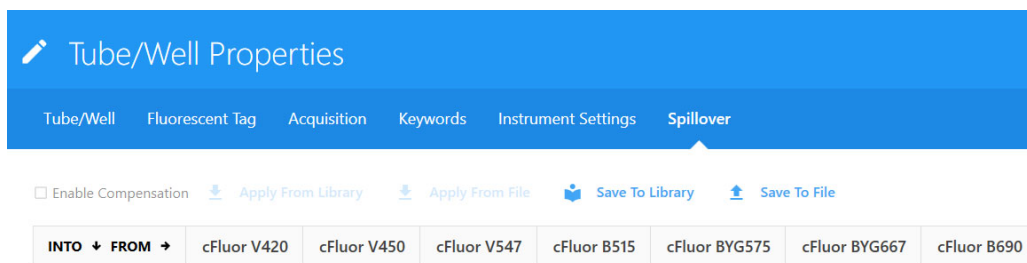 Tube/Well Properties
Tube/Well Fluorescent Tag Acquisition Keywords Instrument Settings Spillover
Enable Compensation Apply From Library Apply From File Save To Library Save To File
INTO ↓ FROM → cFluor V420 cFluor V450 cFluor V547 cFluor B515 cFluor BYG575 cFluor BYG667 cFluor B690